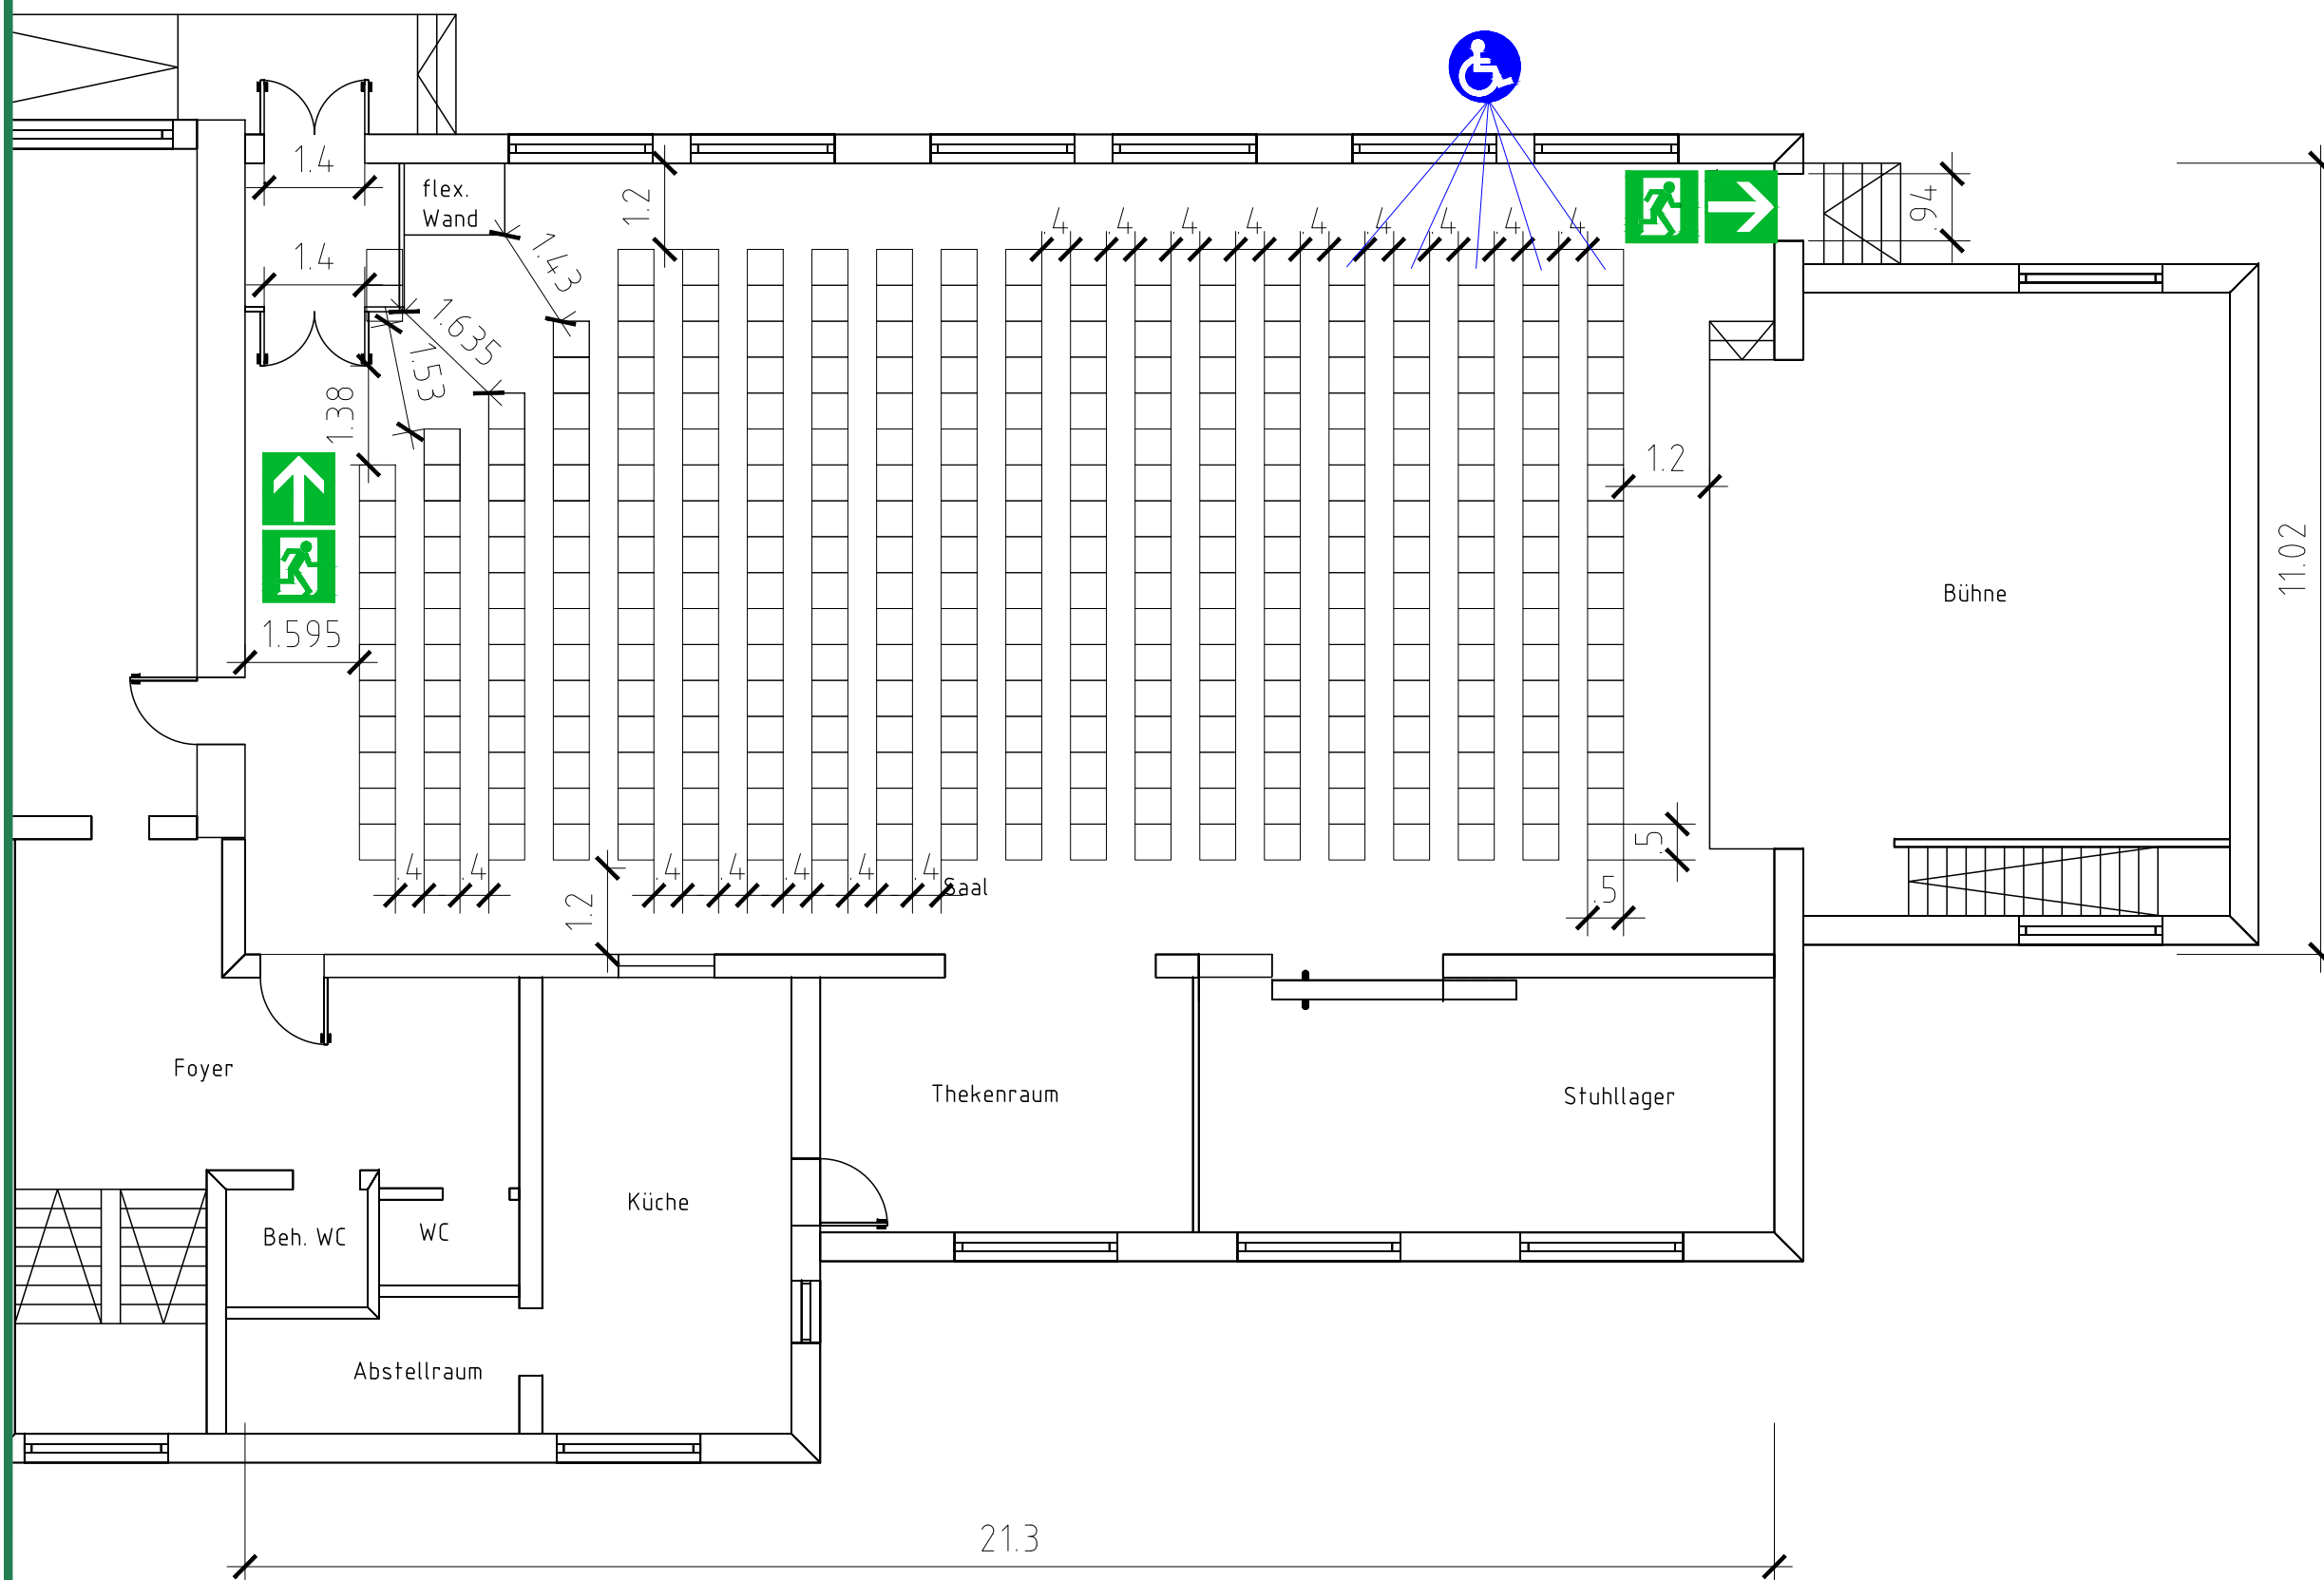 1.4
flex.
Wand
1.2
.94
.4
.4
.4
.4
.4
.4
.4
.4
.4
1.4
1.43
1.635
1.53
1.38
1.2
11.02
Bühne
1.595
.5
.4
.4
.4
.4
.4
.4
.4
Saal
.5
1.2
Foyer
Thekenraum
Stuhllager
Küche
Beh. WC
WC
Abstellraum
21.3